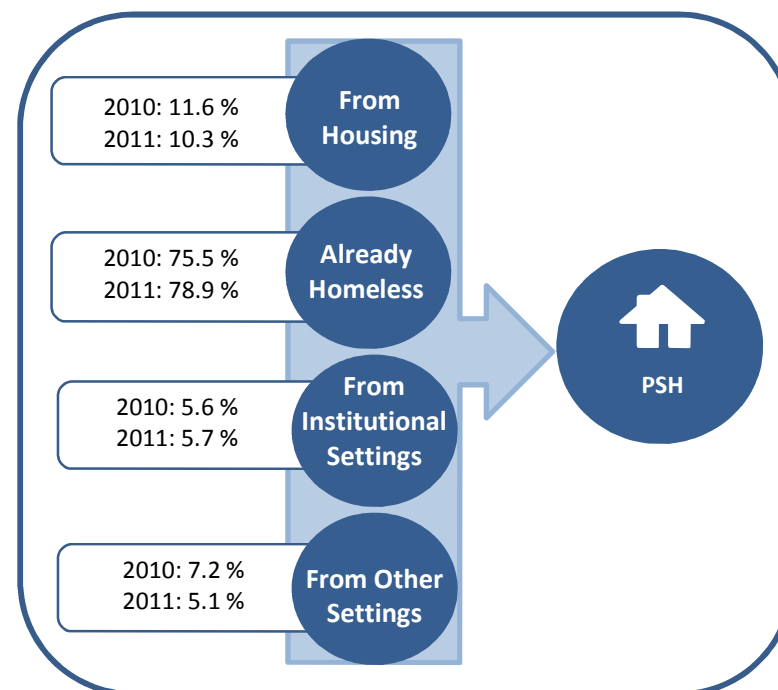 2010: 11.6 %
2011: 10.3 %
From
Housing
2010: 75.5 %
2011: 78.9 %
Already
Homeless
2010: 5.6 %
2011: 5.7 %
From
Institutional
Settings
2010: 7.2 %
2011: 5.1 %
From Other
Settings
PSH